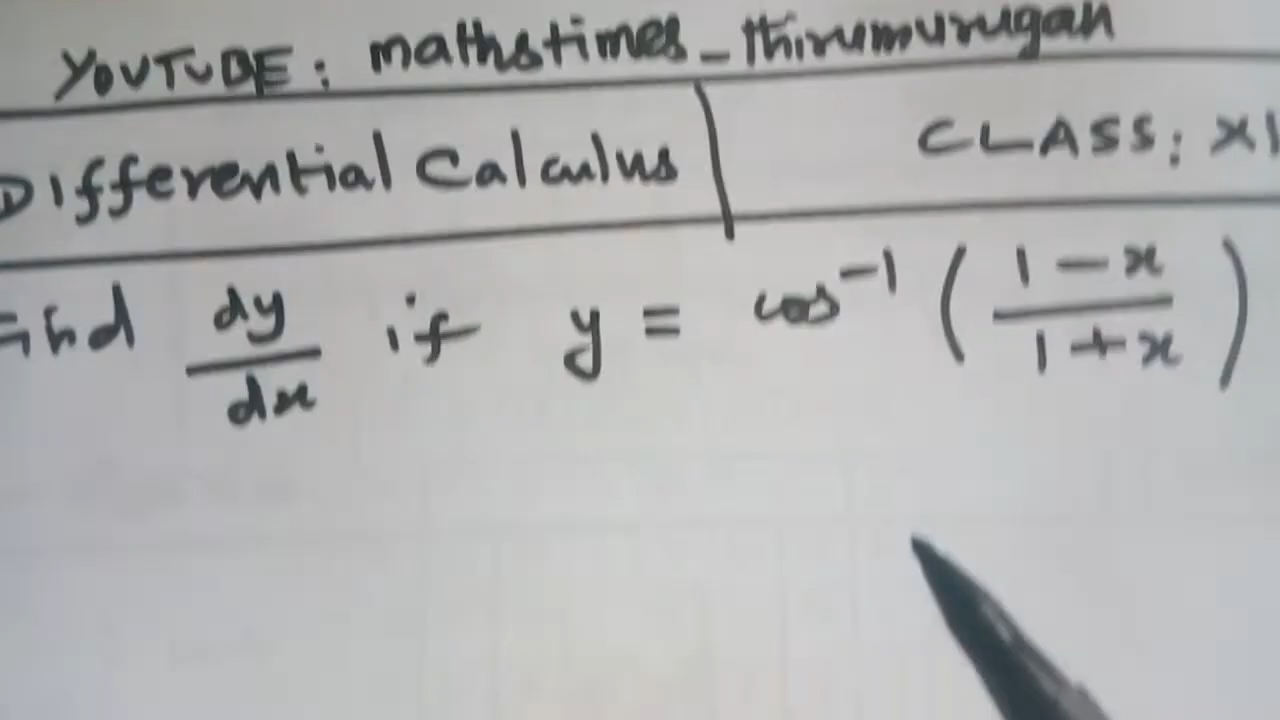 YOUTUBE: mathstimes_thirumurugan
Differential Calculus | CLASS: XI
Find dy/dx if y = cos⁻¹ (1-x/1+x)